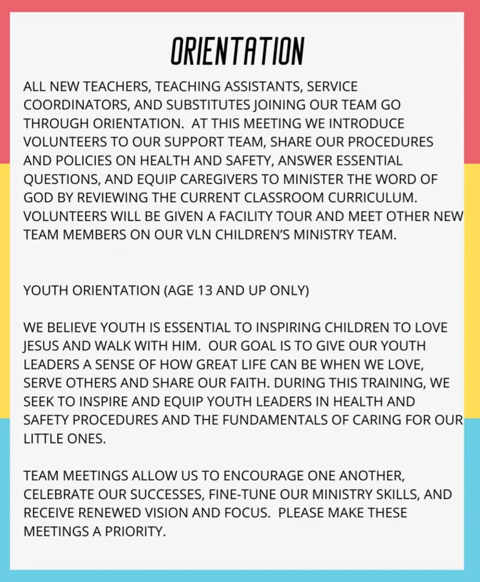 ORIENTATION
ALL NEW TEACHERS, TEACHING ASSISTANTS, SERVICE
COORDINATORS, AND SUBSTITUTES JOINING OUR TEAM GO
THROUGH ORIENTATION.  AT THIS MEETING WE INTRODUCE
VOLUNTEERS TO OUR SUPPORT TEAM, SHARE OUR PROCEDURES
AND POLICIES ON HEALTH AND SAFETY, ANSWER ESSENTIAL
QUESTIONS, AND EQUIP CAREGIVERS TO MINISTER THE WORD OF
GOD BY REVIEWING THE CURRENT CLASSROOM CURRICULUM.
VOLUNTEERS WILL BE GIVEN A FACILITY TOUR AND MEET OTHER NEW
TEAM MEMBERS ON OUR VLN CHILDREN'S MINISTRY TEAM.
YOUTH ORIENTATION (AGE 13 AND UP ONLY)
WE BELIEVE YOUTH IS ESSENTIAL TO INSPIRING CHILDREN TO LOVE
JESUS AND WALK WITH HIM.  OUR GOAL IS TO GIVE OUR YOUTH
LEADERS A SENSE OF HOW GREAT LIFE CAN BE WHEN WE LOVE,
SERVE OTHERS AND SHARE OUR FAITH. DURING THIS TRAINING, WE
SEEK TO INSPIRE AND EQUIP YOUTH LEADERS IN HEALTH AND
SAFETY PROCEDURES AND THE FUNDAMENTALS OF CARING FOR OUR
LITTLE ONES.
TEAM MEETINGS ALLOW US TO ENCOURAGE ONE ANOTHER,
CELEBRATE OUR SUCCESSES, FINE-TUNE OUR MINISTRY SKILLS, AND
RECEIVE RENEWED VISION AND FOCUS.  PLEASE MAKE THESE
MEETINGS A PRIORITY.